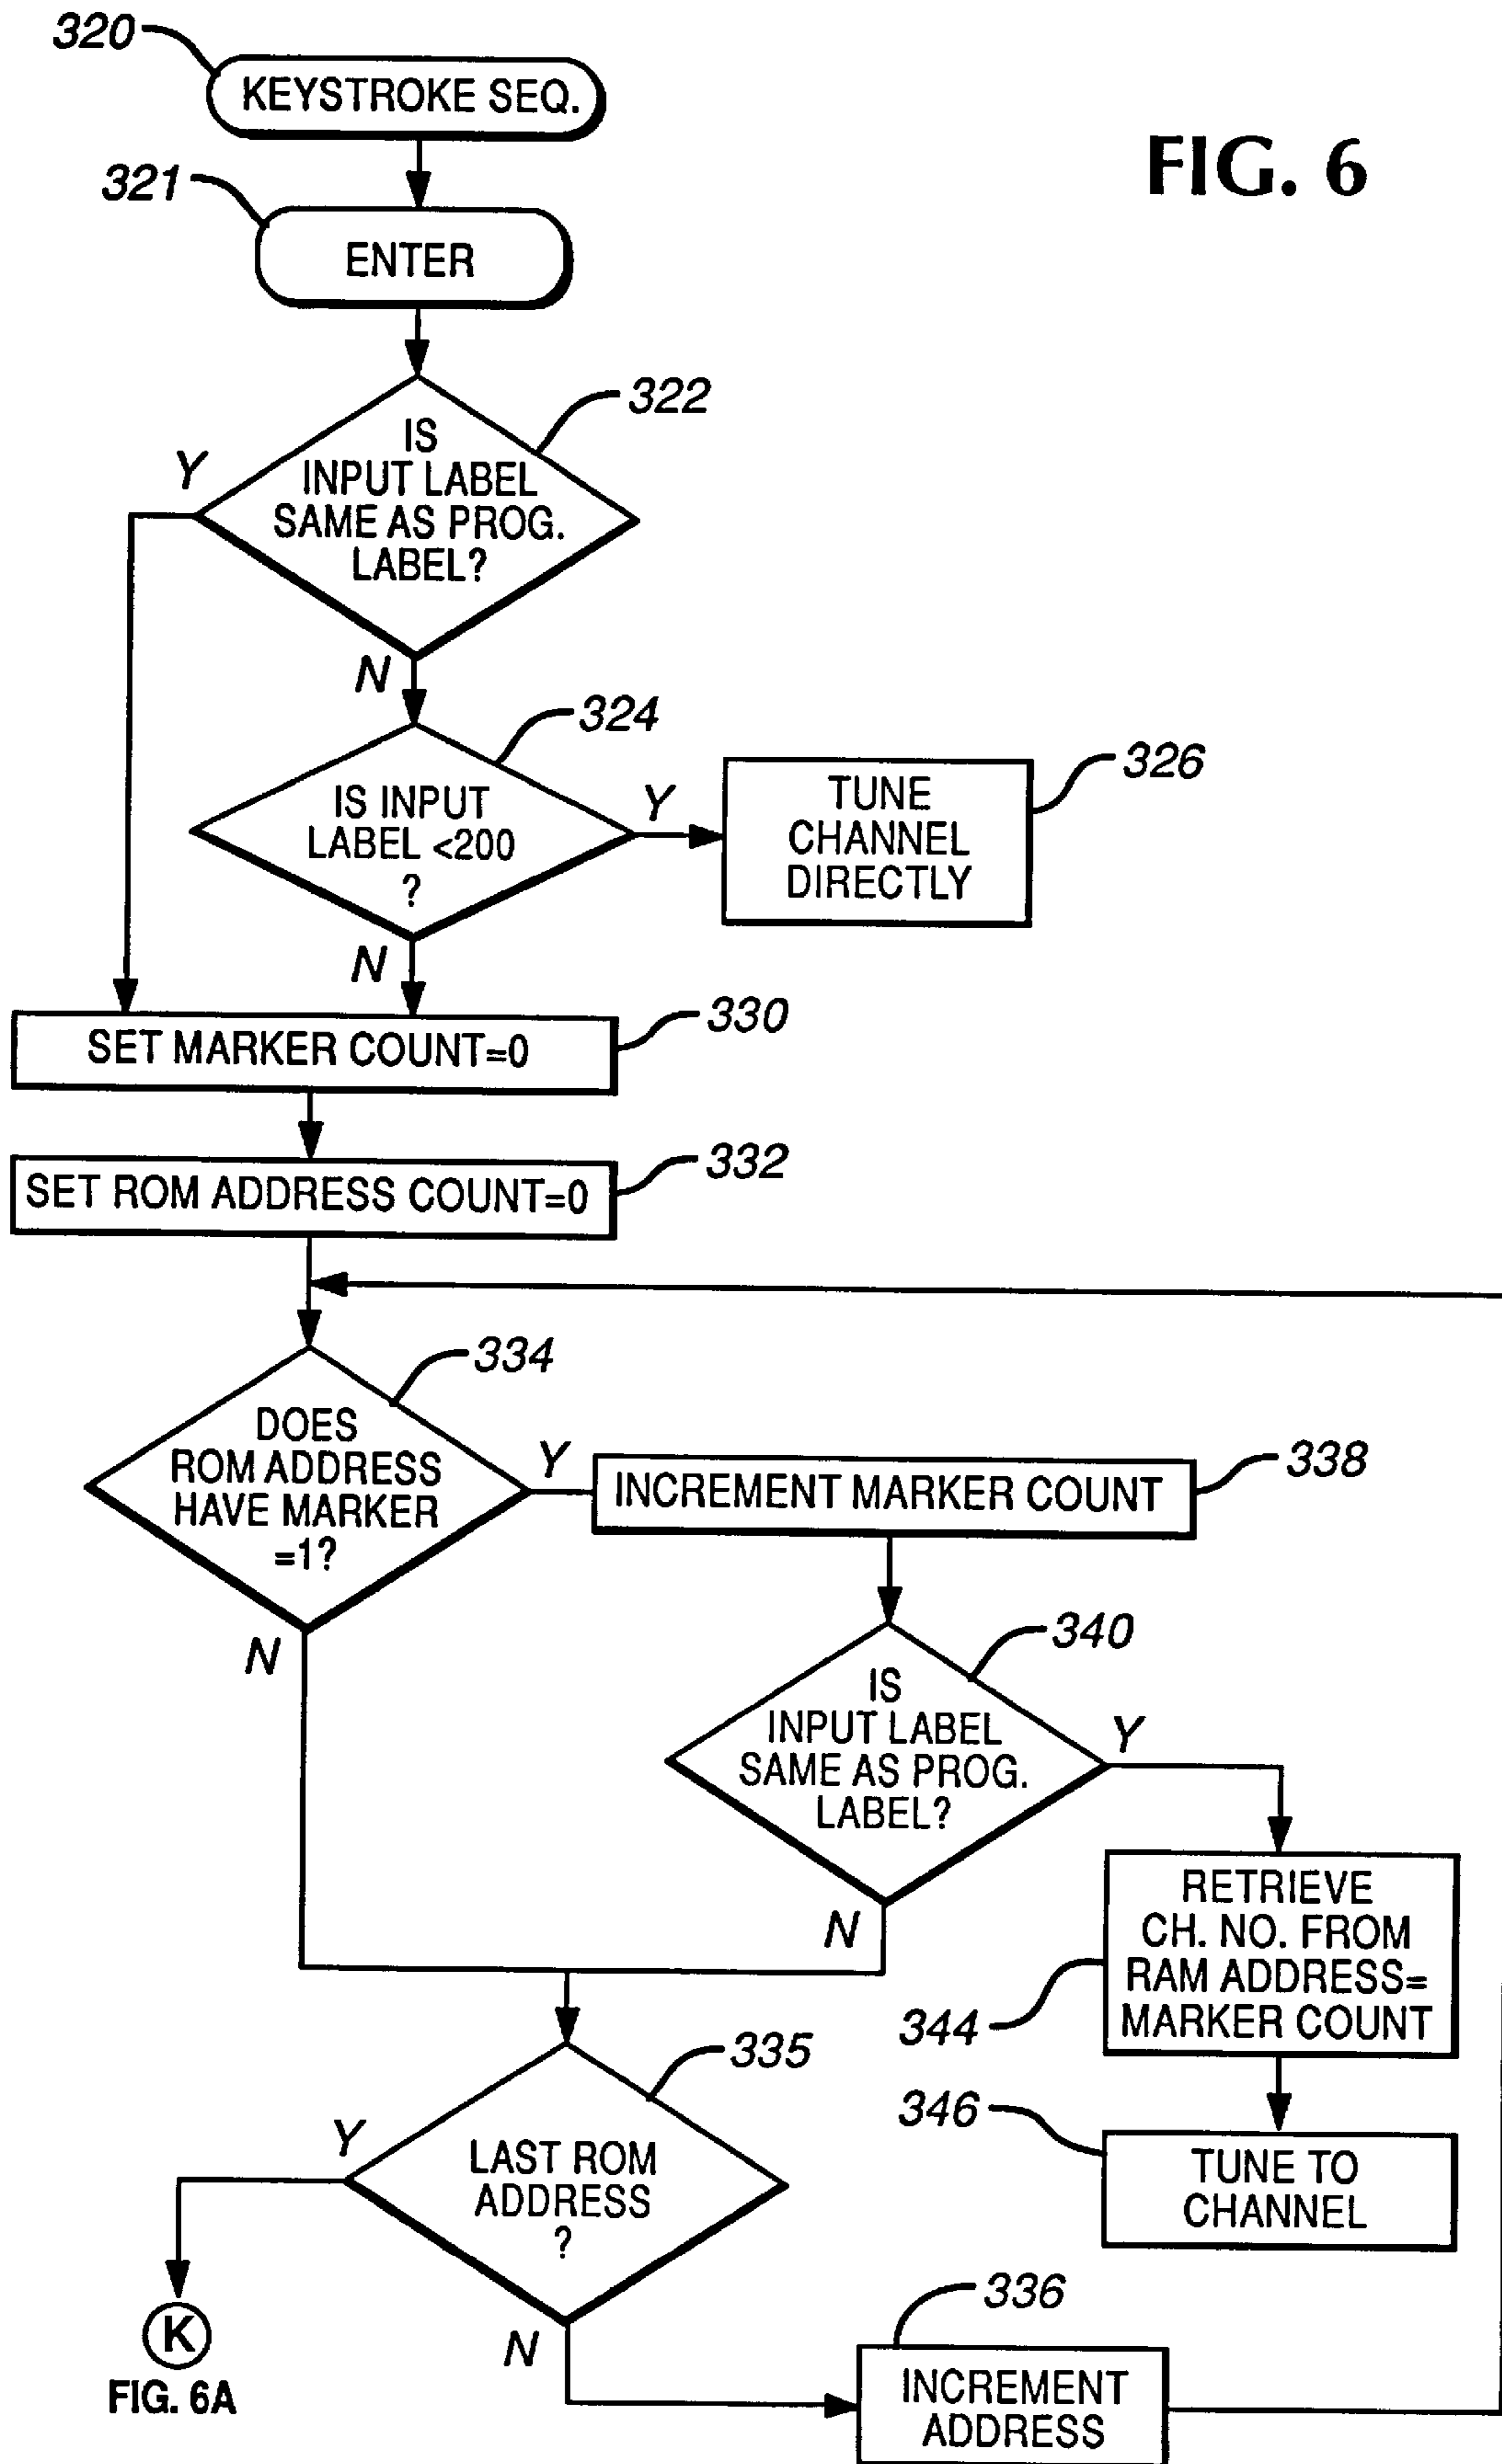 320
KEYSTROKE SEQ.
FIG. 6
321
ENTER
322
IS
INPUT LABEL
SAME AS PROG.
LABEL?
Y
N
324
IS INPUT
LABEL <200
?
Y
326
TUNE
CHANNEL
DIRECTLY
N
330
SET MARKER COUNT=0
332
SET ROM ADDRESS COUNT=0
334
DOES
ROM ADDRESS
HAVE MARKER
=1?
Y
338
INCREMENT MARKER COUNT
N
340
IS
INPUT LABEL
SAME AS PROG.
LABEL?
Y
N
RETRIEVE
CH. NO. FROM
RAM ADDRESS=
MARKER COUNT
344
335
LAST ROM
ADDRESS
?
Y
346
TUNE TO
CHANNEL
K
FIG. 6A
N
336
INCREMENT
ADDRESS